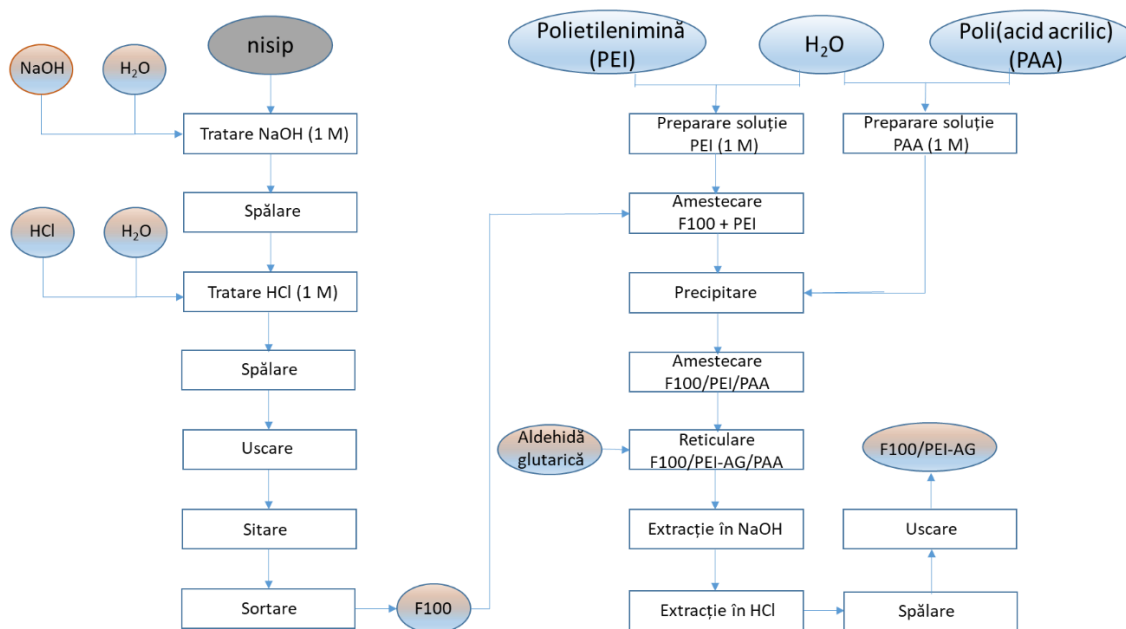 nisip
NaOH
H₂O
Tratare NaOH (1 M)
Spălare
HCl
H₂O
Tratare HCl (1 M)
Spălare
Uscare
Sitare
Sortare
F100
Polietilenimină
(PEI)
H₂O
Poli(acid acrilic)
(PAA)
Preparare soluție
PEI (1 M)
Preparare soluție
PAA (1 M)
Amestecare
F100 + PEI
Precipitare
Amestecare
F100/PEI/PAA
Aldehidă
glutarică
Reticulare
F100/PEI-AG/PAA
Extracție în NaOH
Extracție în HCl
Spălare
Uscare
F100/PEI-AG